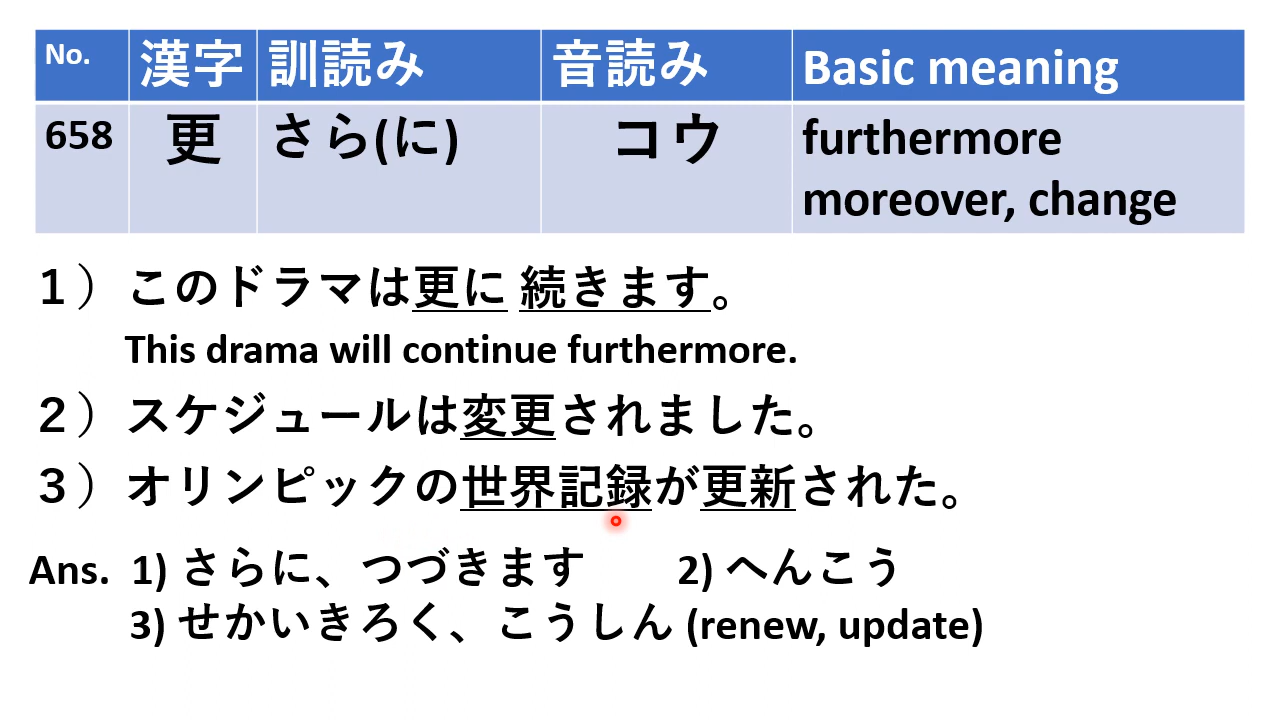 No. 漢字 訓読み 音読み Basic meaning
658 更 さら(に) コウ furthermore
moreover, change
１）このドラマは更に 続きます。
This drama will continue furthermore.
２）スケジュールは変更されました。
３）オリンピックの世界記録が更新された。
Ans. 1) さらに、つづきます 2) へんこう
3) せかいきろく、こうしん (renew, update)